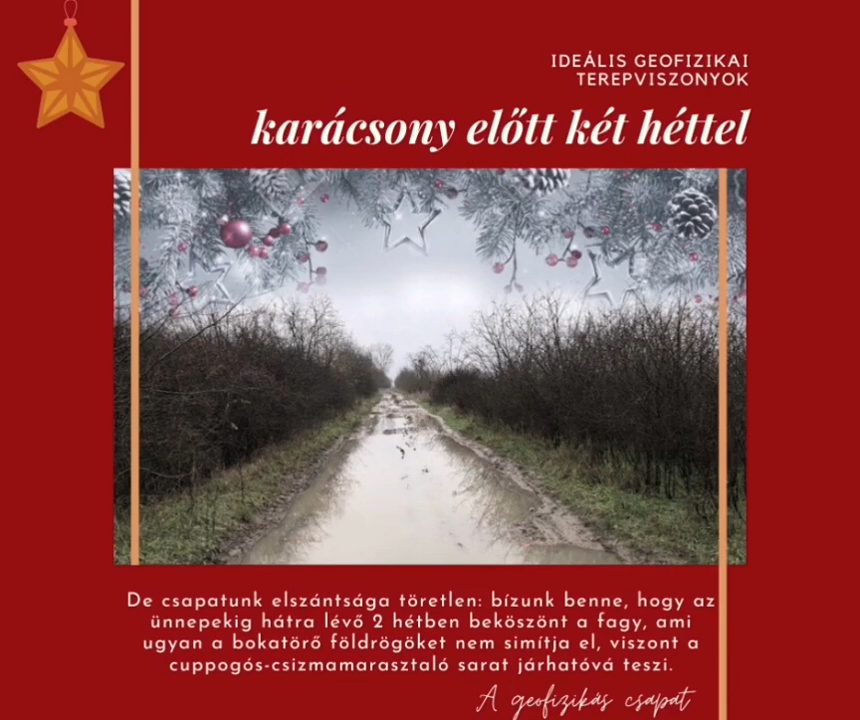 IDEÁLIS GEOFIZIKAI
TEREPVISZONYOK
karácsony előtt két héttel
De csapatunk elszántsága töretlen: bízunk benne, hogy az
ünnepekig hátra lévő 2 hétben beköszönt a fagy, ami
ugyan a bokatörő földrögöket nem simítja el, viszont a
cuppogós-csizmamarasztaló sarat járhatóvá teszi.
A geofizikás csapat